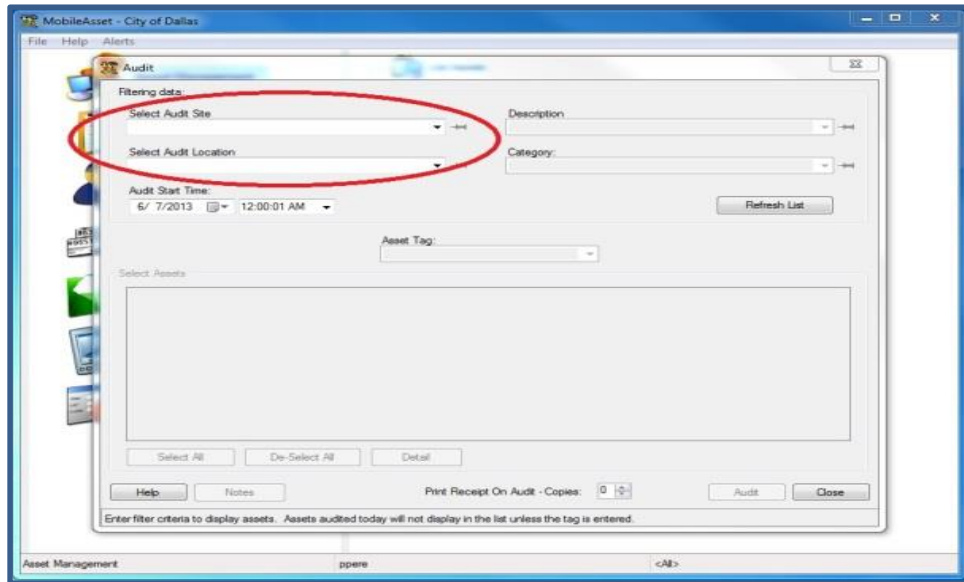 MobileAsset - City of Dallas
File Help Alerts
Audit
Filtering data:
Select Audit Site
Description
Select Audit Location
Category:
Audit Start Time:
6/ 7/2013 12:00:01 AM
Refresh List
Asset Tag:
Select Assets
Select All De-Select All Detail
Help Notes Print Receipt On Audit - Copies: 0 Audit Close
Enter filter criteria to display assets. Assets audited today will not display in the list unless the tag is entered.
Asset Management ppere <All>